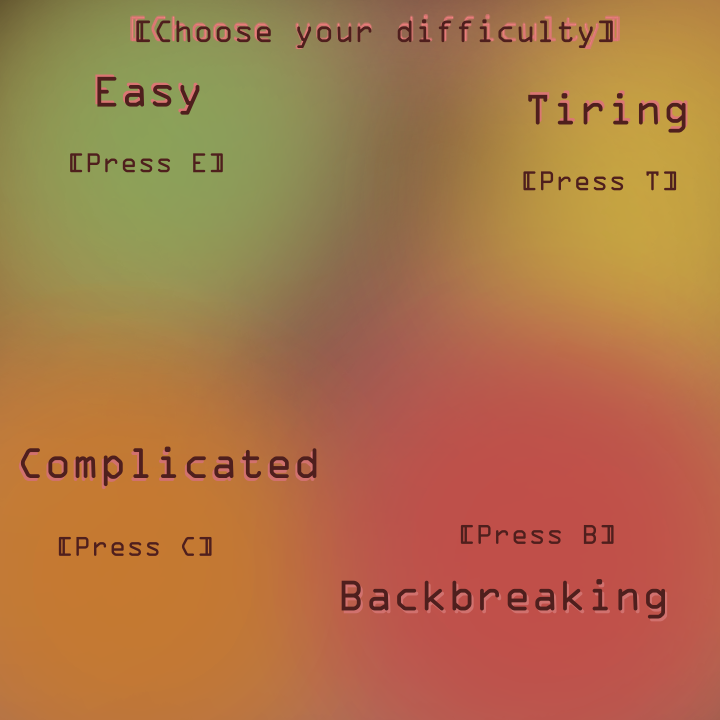 ⟦Choose your difficulty⟧
Easy
⟦Press E⟧
Tiring
⟦Press T⟧
Complicated
⟦Press C⟧
⟦Press B⟧
Backbreaking